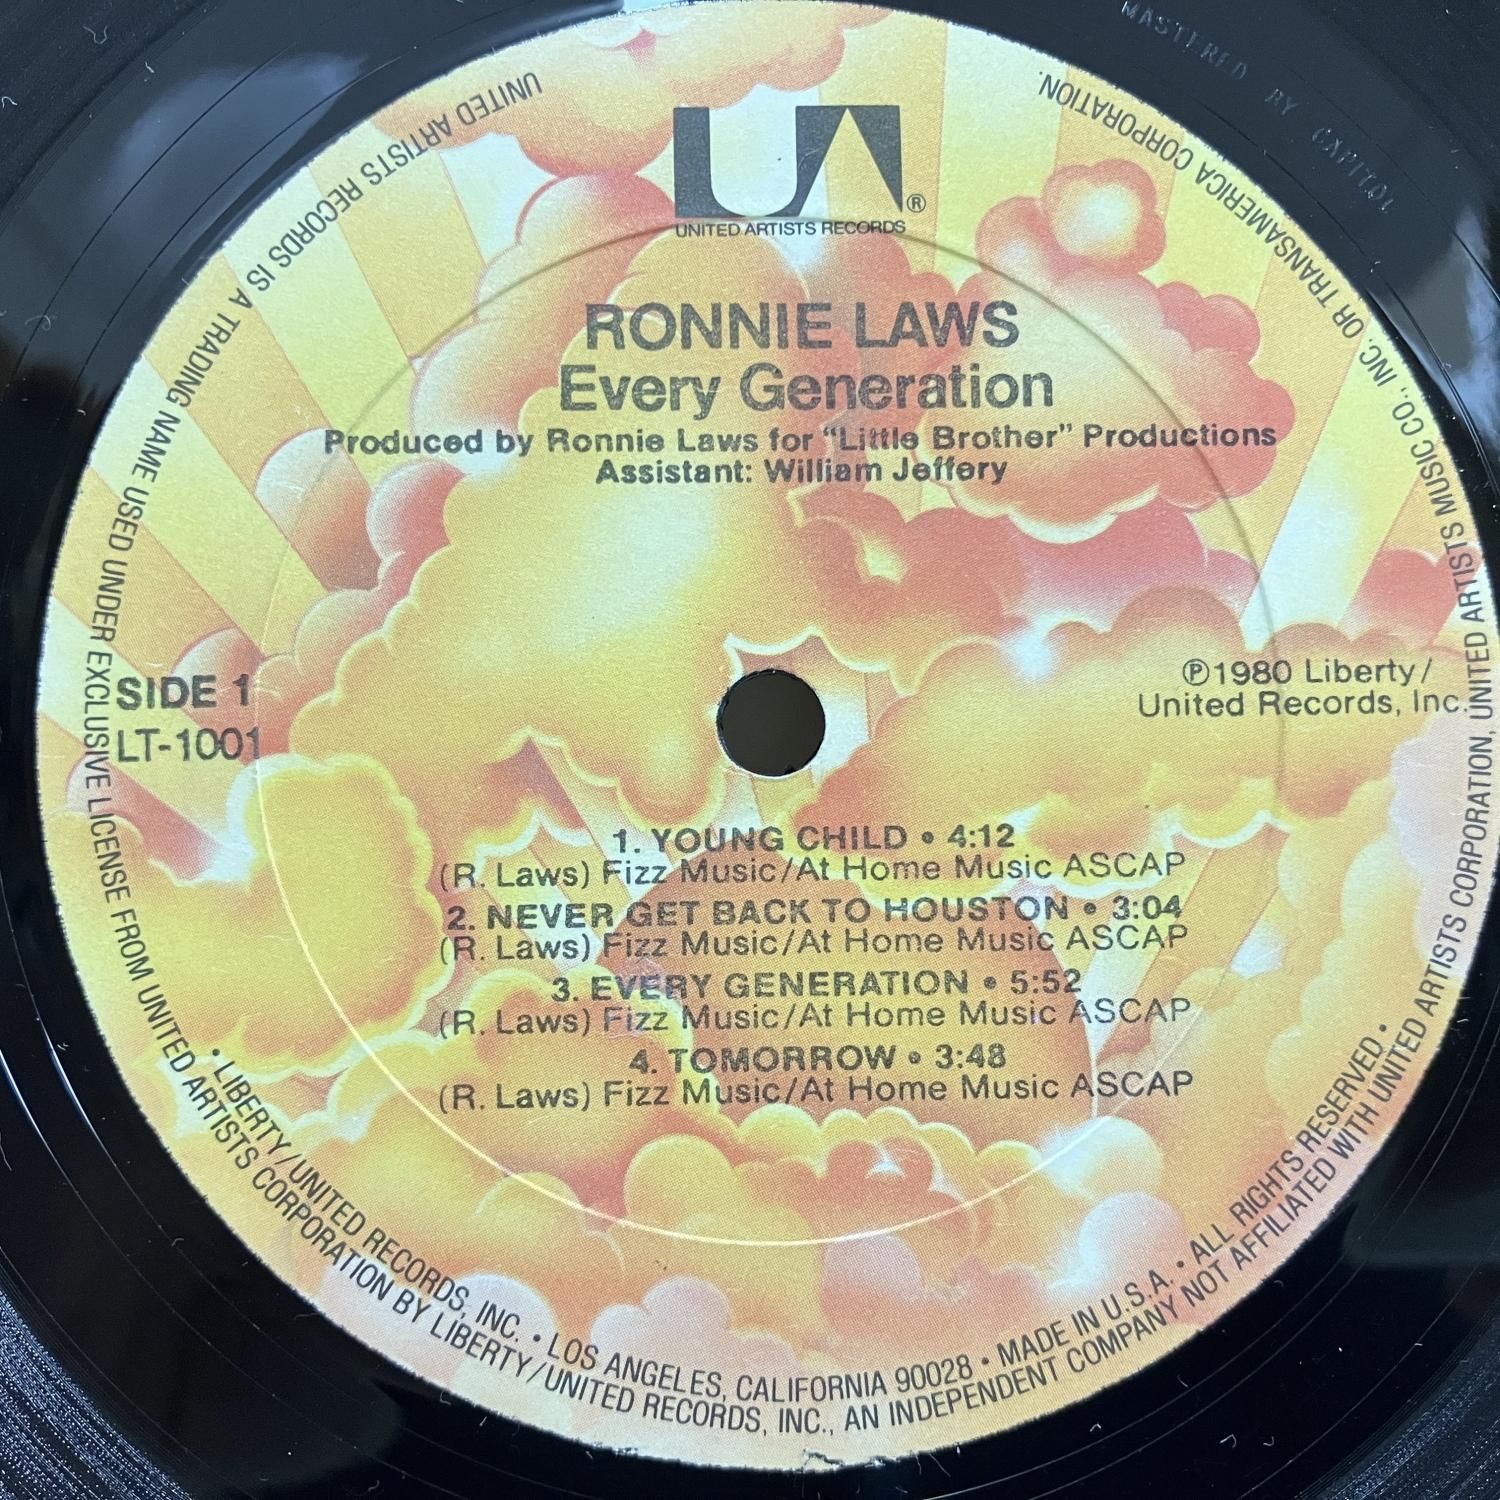 MASTERED BY CAPITOL
UA®
UNITED ARTISTS RECORDS
RONNIE LAWS
Every Generation
Produced by Ronnie Laws for “Little Brother” Productions
Assistant: William Jeffery
SIDE 1
LT-1001
℗1980 Liberty/
United Records, Inc.
1. YOUNG CHILD • 4:12
(R. Laws) Fizz Music/At Home Music ASCAP
2. NEVER GET BACK TO HOUSTON • 3:04
(R. Laws) Fizz Music/At Home Music ASCAP
3. EVERY GENERATION • 5:52
(R. Laws) Fizz Music/At Home Music ASCAP
4. TOMORROW • 3:48
(R. Laws) Fizz Music/At Home Music ASCAP
• LIBERTY/UNITED RECORDS, INC. • LOS ANGELES, CALIFORNIA 90028 • MADE IN U.S.A. • ALL RIGHTS RESERVED •
UNITED ARTISTS RECORDS IS A TRADING NAME USED UNDER EXCLUSIVE LICENSE FROM UNITED ARTISTS CORPORATION BY LIBERTY/UNITED RECORDS, INC., AN INDEPENDENT COMPANY NOT AFFILIATED WITH UNITED ARTISTS CORPORATION, UNITED ARTISTS MUSIC CO., INC. OR TRANSAMERICA CORPORATION.